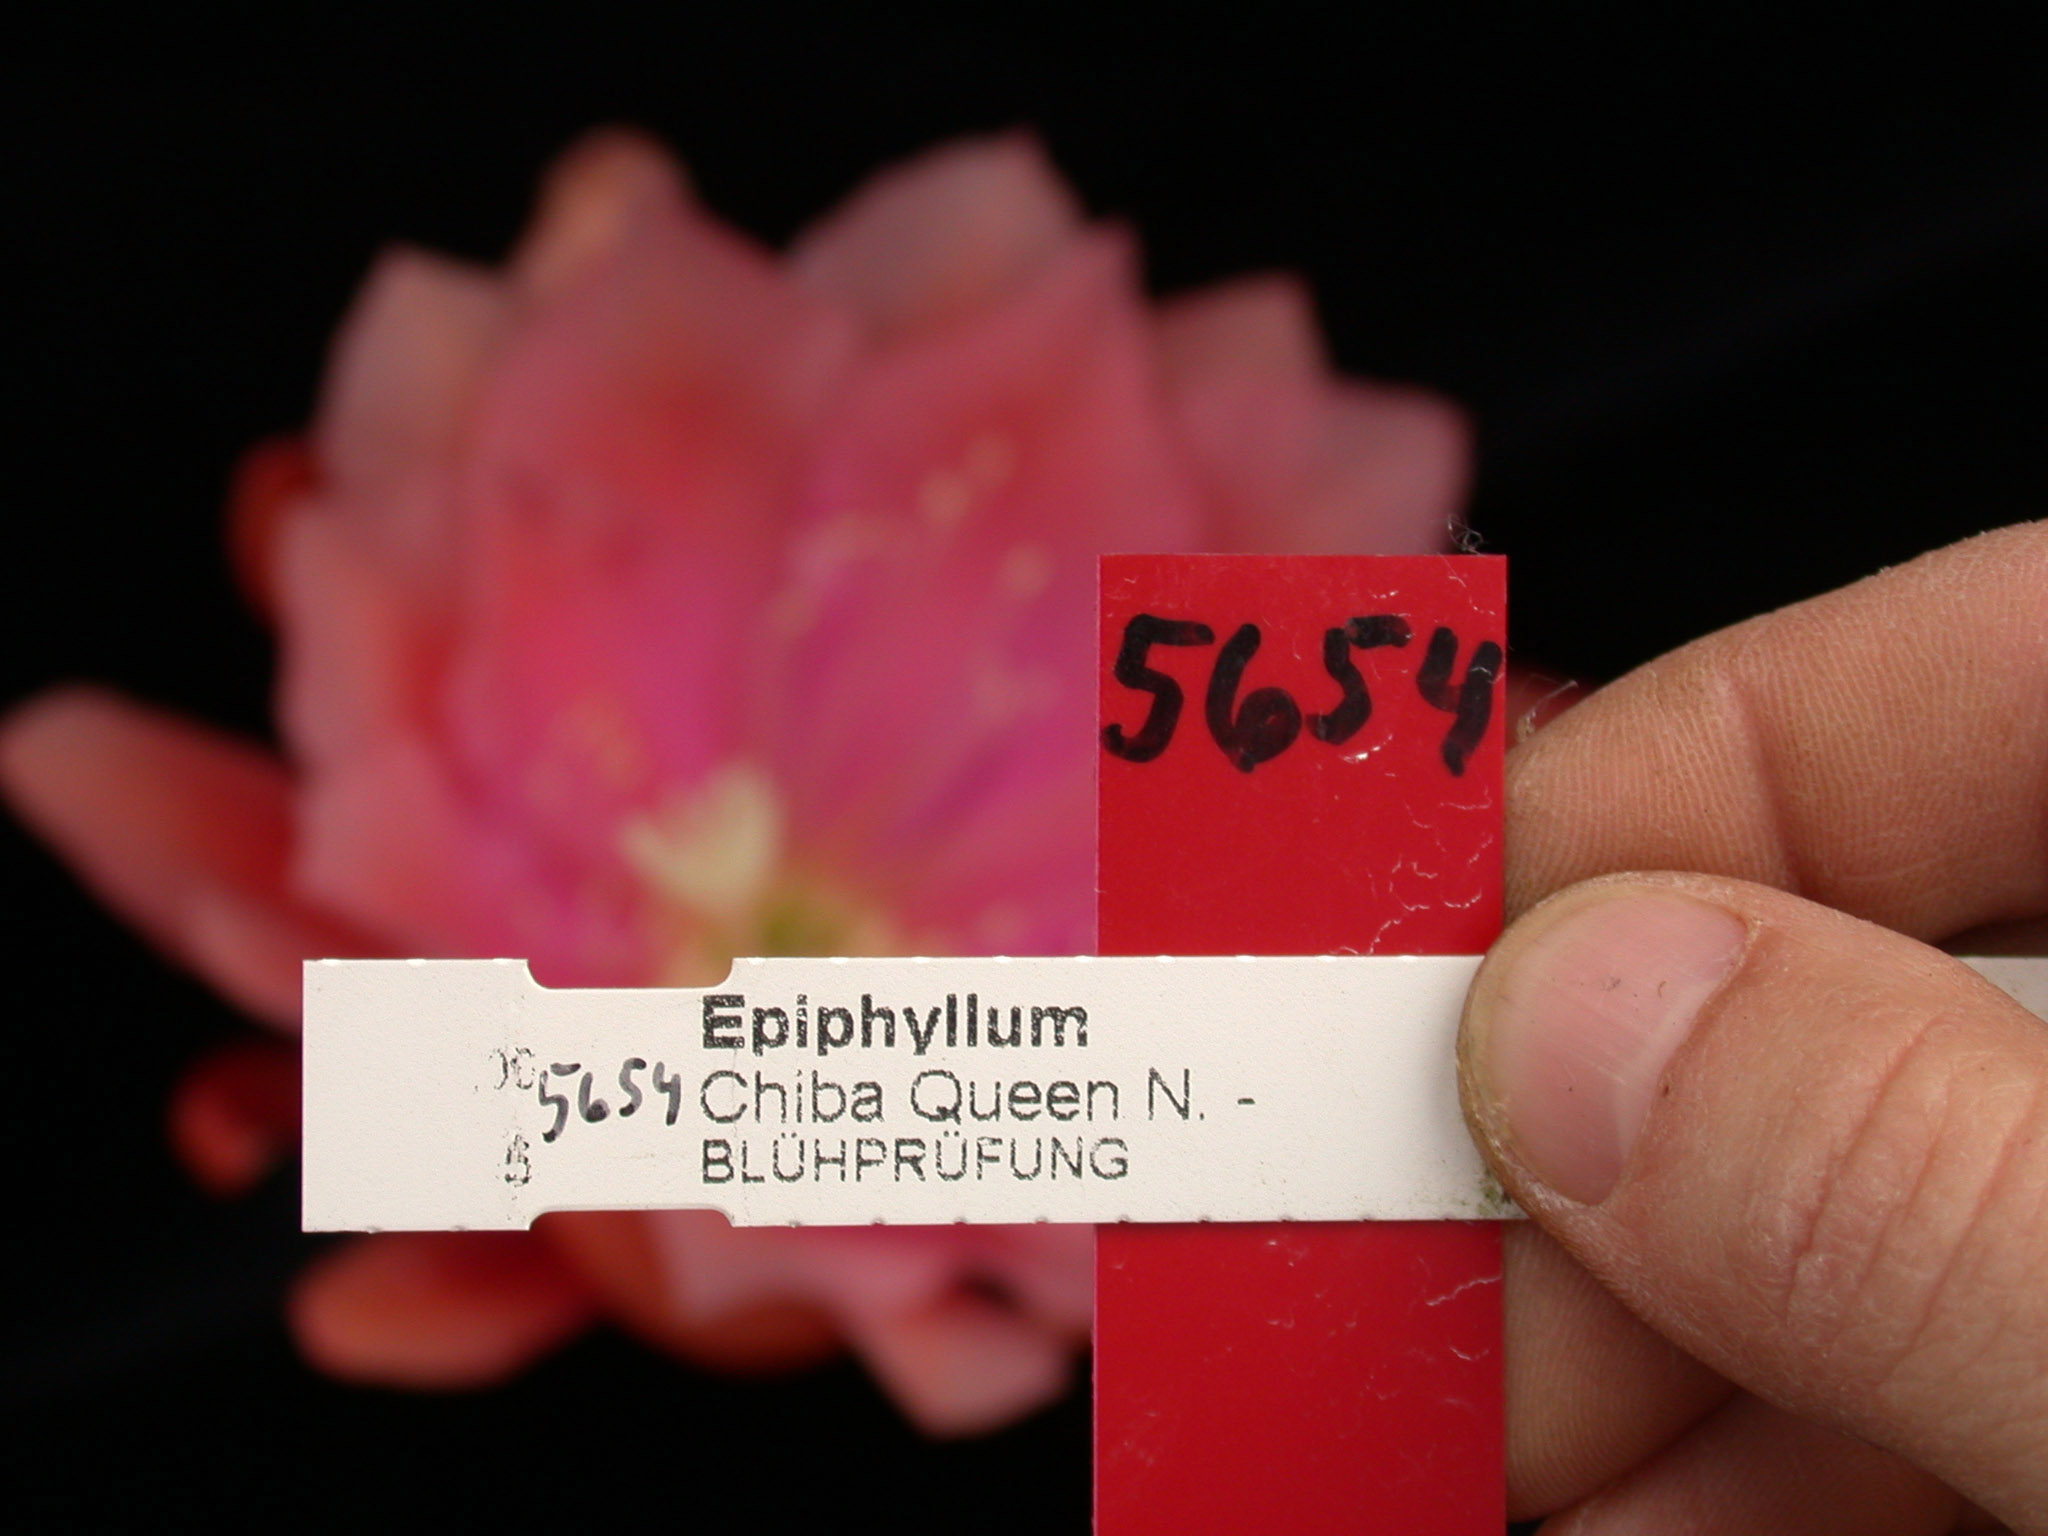 5654
Epiphyllum
5654 Chiba Queen N. -
BLÜHPRÜFUNG